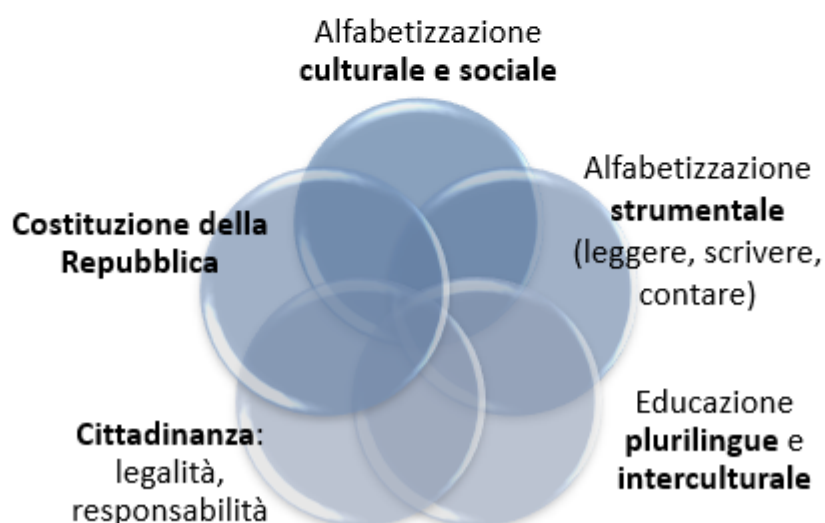 Alfabetizzazione
culturale e sociale
Alfabetizzazione
strumentale
(leggere, scrivere,
contare)
Educazione
plurilingue e
interculturale
Cittadinanza:
legalità,
responsabilità
Costituzione della
Repubblica